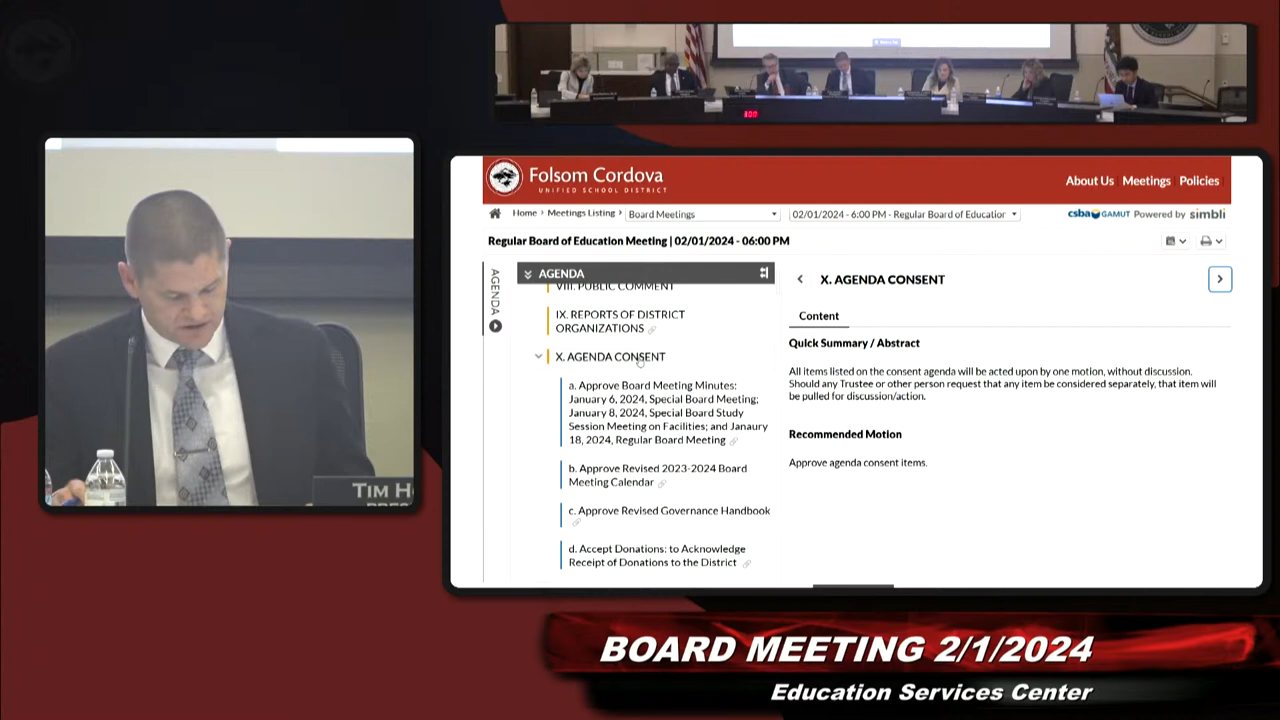 Folsom Cordova
UNIFIED SCHOOL DISTRICT
About Us Meetings Policies
Home › Meetings Listing › Board Meetings
02/01/2024 - 6:00 PM - Regular Board of Educatior
csba GAMUT Powered by simbli
Regular Board of Education Meeting | 02/01/2024 - 06:00 PM
AGENDA
AGENDA
VIII. PUBLIC COMMENT
IX. REPORTS OF DISTRICT
ORGANIZATIONS
X. AGENDA CONSENT
a. Approve Board Meeting Minutes:
January 6, 2024, Special Board Meeting;
January 8, 2024, Special Board Study
Session Meeting on Facilities; and Janaury
18, 2024, Regular Board Meeting
b. Approve Revised 2023-2024 Board
Meeting Calendar
c. Approve Revised Governance Handbook
d. Accept Donations: to Acknowledge
Receipt of Donations to the District
X. AGENDA CONSENT
Content
Quick Summary / Abstract
All items listed on the consent agenda will be acted upon by one motion, without discussion.
Should any Trustee or other person request that any item be considered separately, that item will
be pulled for discussion/action.
Recommended Motion
Approve agenda consent items.
TIM H
PRES
BOARD MEETING 2/1/2024
Education Services Center